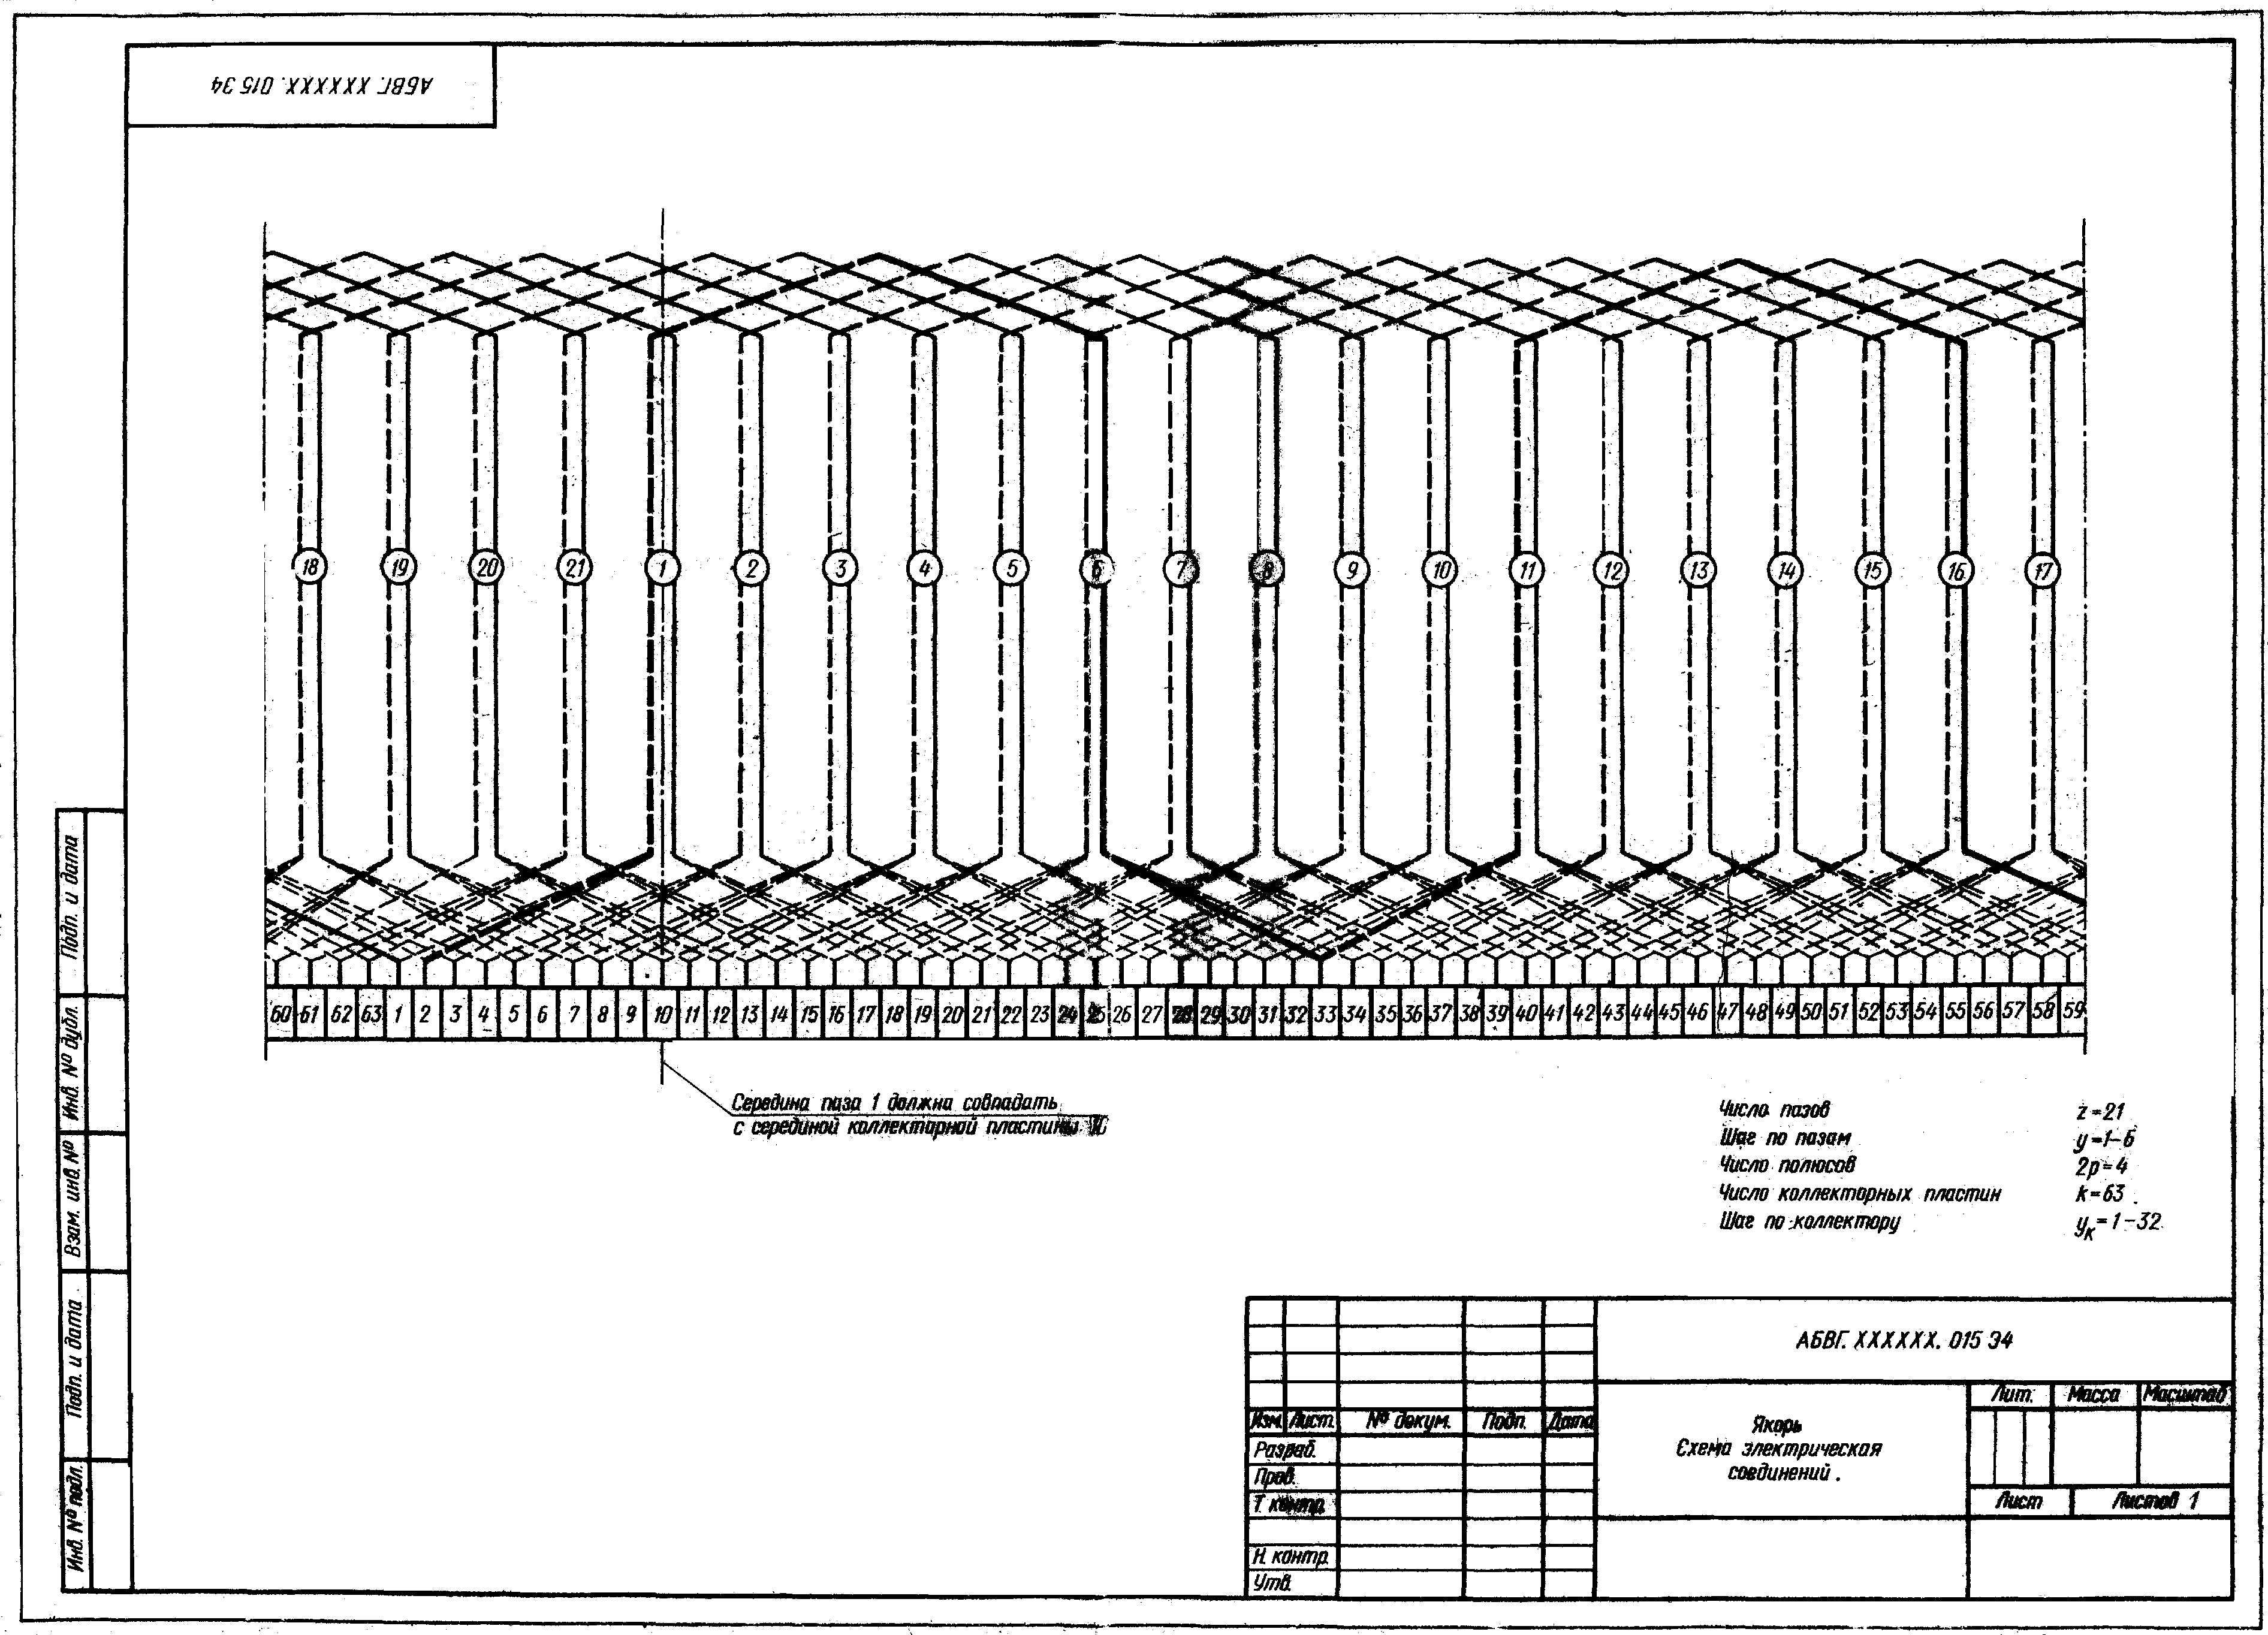 АБВГ. XXXXXX. 015 Э4
18 19 20 21 1 2 3 4 5 6 7 8 9 10 11 12 13 14 15 16 17
60 61 62 63 1 2 3 4 5 6 7 8 9 10 11 12 13 14 15 16 17 18 19 20 21 22 23 24 25 26 27 28 29 30 31 32 33 34 35 36 37 38 39 40 41 42 43 44 45 46 47 48 49 50 51 52 53 54 55 56 57 58 59
Середина паза 1 должна совпадать
с серединой коллекторной пластины
Число пазов z=21
Шаг по пазам y=1-6
Число полюсов 2p=4
Число коллекторных пластин k=63
Шаг по коллектору yк=1-32
Подп. и дата
Инв. № дубл.
Взам. инв. №
Подп. и дата
Инв. № подл.
АБВГ. XXXXXX. 015 Э4
Лит. Масса Масштаб
Изм. Лист № докум. Подп. Дата
Якорь
Схема электрическая
соединений.
Разраб.
Пров.
Т. контр.
Лист Листов 1
Н. контр.
Утв.